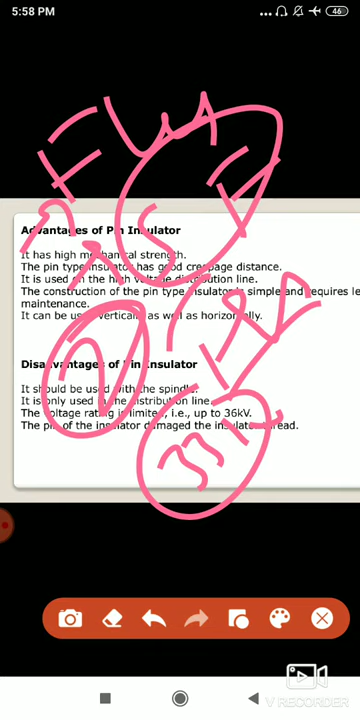 5:58 PM
46
Advantages of Pin Insulator
It has high mechanical strength.
The pin type insulator has good creepage distance.
It is used on the high voltage distribution line.
The construction of the pin type insulator is simple and requires le
maintenance.
It can be used vertically as well as horizontally.
Disadvantages of Pin Insulator
It should be used with the spindle.
It is only used in the distribution line.
The voltage rating is limited, i.e., up to 36kV.
The pin of the insulator damaged the insulator thread.
2
33
V RECORDER